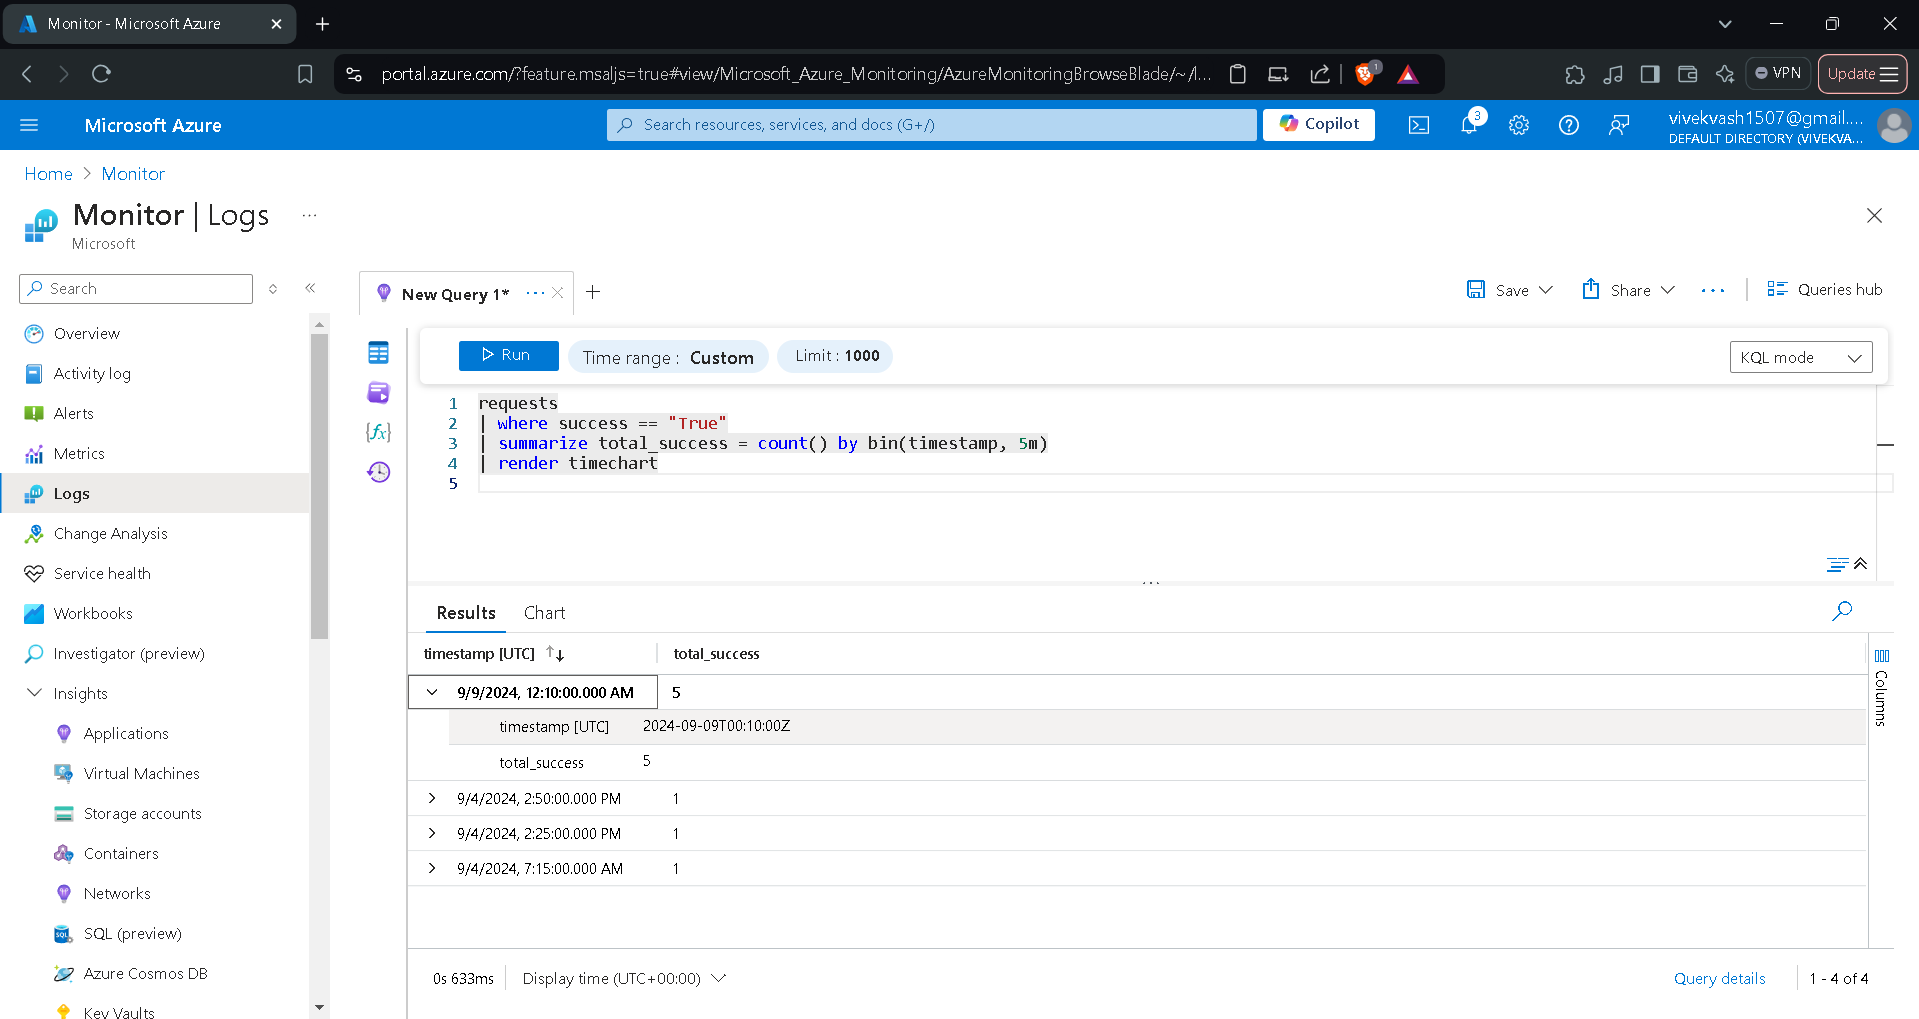 Monitor - Microsoft Azure
portal.azure.com/?feature.msaljs=true#view/Microsoft_Azure_Monitoring/AzureMonitoringBrowseBlade/~/l...
1
VPN
Update
Microsoft Azure
Search resources, services, and docs (G+/)
Copilot
3
vivekvash1507@gmail....
DEFAULT DIRECTORY (VIVEKVA...
Home > Monitor
Monitor | Logs
...
Microsoft
Search
New Query 1*
Save
Share
Queries hub
Overview
Activity log
Alerts
Metrics
Logs
Change Analysis
Service health
Workbooks
Investigator (preview)
Insights
Applications
Virtual Machines
Storage accounts
Containers
Networks
SQL (preview)
Azure Cosmos DB
Key Vaults
Run
Time range : Custom
Limit : 1000
KQL mode
1 requests
2 | where success == "True"
3 | summarize total_success = count() by bin(timestamp, 5m)
4 | render timechart
5
Results
Chart
timestamp [UTC]
total_success
9/9/2024, 12:10:00.000 AM 5
timestamp [UTC] 2024-09-09T00:10:00Z
total_success 5
9/4/2024, 2:50:00.000 PM 1
9/4/2024, 2:25:00.000 PM 1
9/4/2024, 7:15:00.000 AM 1
Columns
0s 633ms
Display time (UTC+00:00)
Query details
1 - 4 of 4